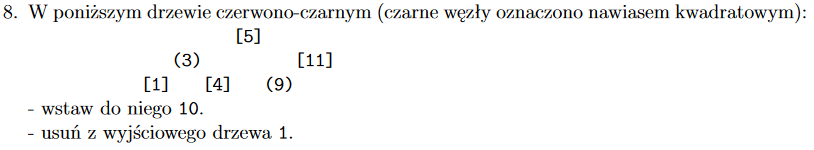 8. W poniższym drzewie czerwono-czarnym (czarne węzły oznaczono nawiasem kwadratowym):
[5]
(3) [11]
[1] [4] (9)
- wstaw do niego 10.
- usuń z wyjściowego drzewa 1.